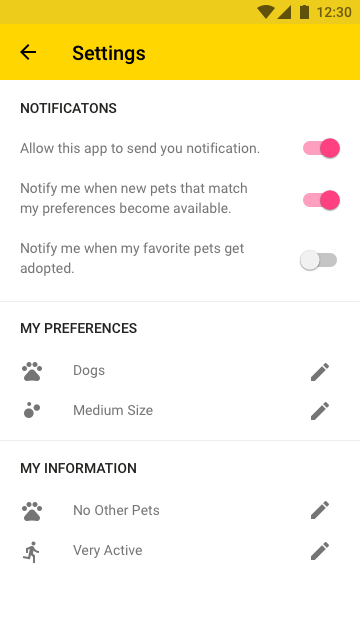 12:30
Settings
NOTIFICATONS
Allow this app to send you notification.
Notify me when new pets that match
my preferences become available.
Notify me when my favorite pets get
adopted.
MY PREFERENCES
Dogs
Medium Size
MY INFORMATION
No Other Pets
Very Active